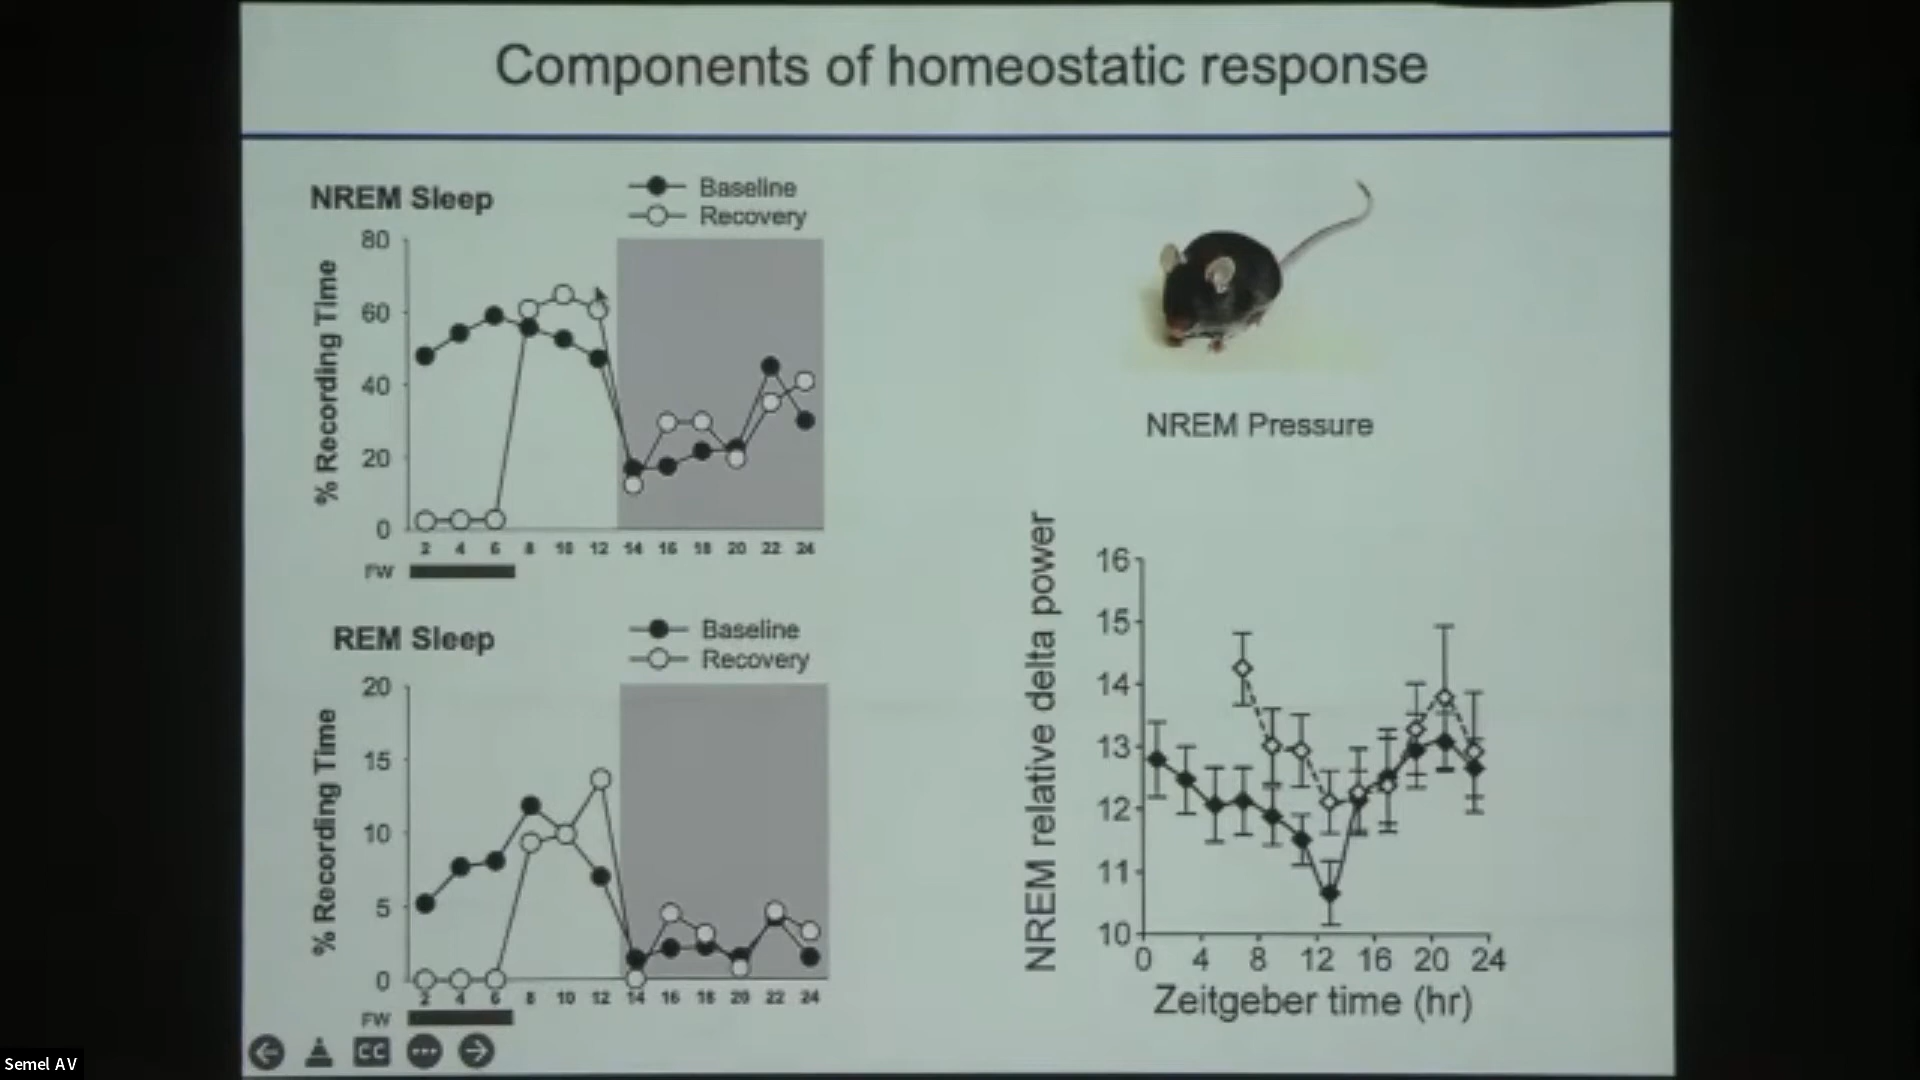 Components of homeostatic response
NREM Sleep
Baseline
Recovery
% Recording Time
80
60
40
20
0
2 4 6 8 10 12 14 16 18 20 22 24
FW
REM Sleep
Baseline
Recovery
% Recording Time
20
15
10
5
0
2 4 6 8 10 12 14 16 18 20 22 24
FW
NREM Pressure
NREM relative delta power
16
15
14
13
12
11
10
0 4 8 12 16 20 24
Zeitgeber time (hr)
CC
Semel AV